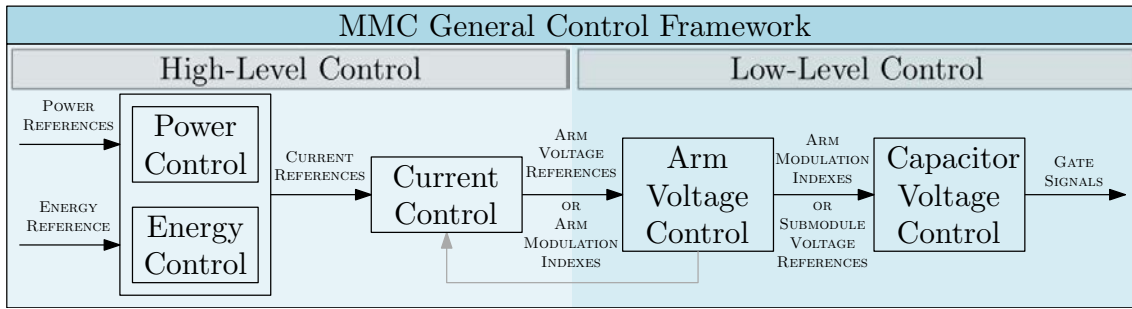 MMC General Control Framework
High-Level Control
Low-Level Control
POWER
REFERENCES
Power
Control
ENERGY
REFERENCE
Energy
Control
CURRENT
REFERENCES
Current
Control
ARM
VOLTAGE
REFERENCES
OR
ARM
MODULATION
INDEXES
Arm
Voltage
Control
ARM
MODULATION
INDEXES
OR
SUBMODULE
VOLTAGE
REFERENCES
Capacitor
Voltage
Control
GATE
SIGNALS